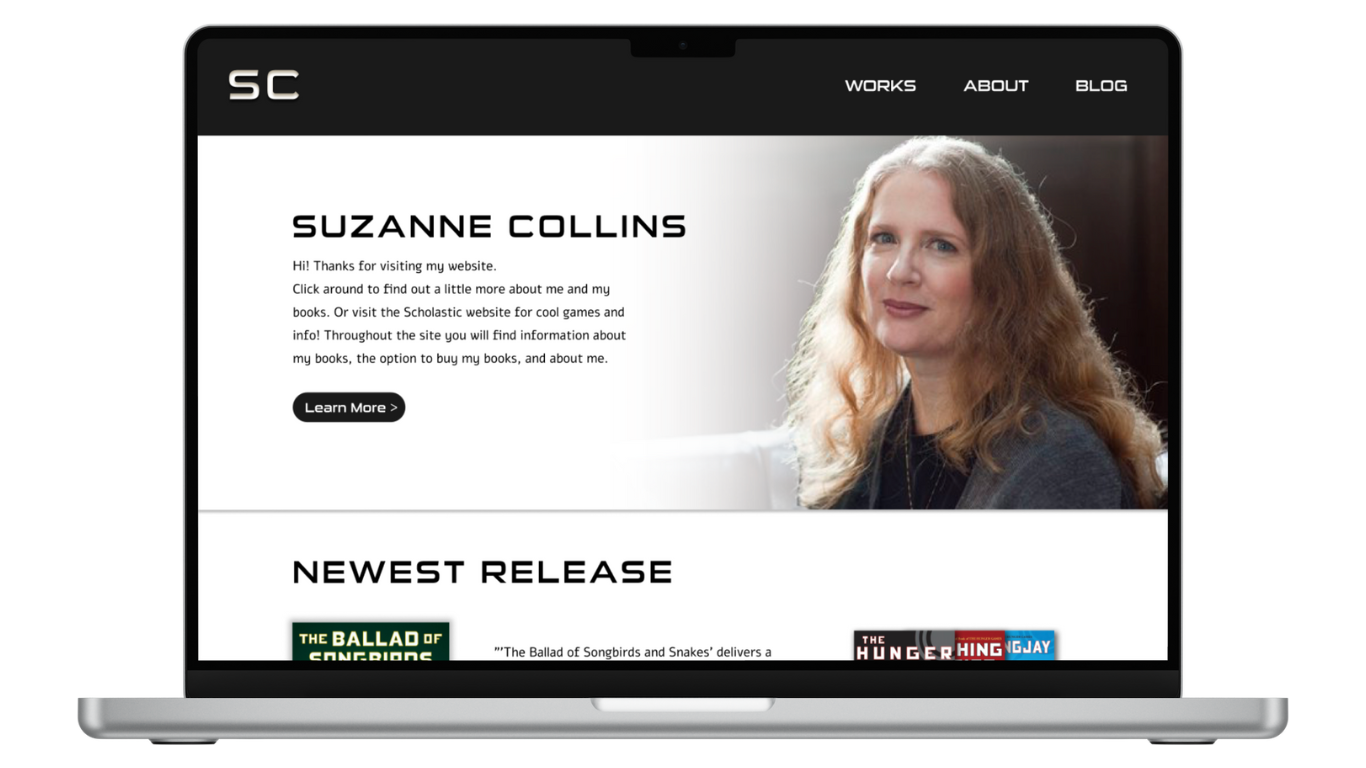 SC
WORKS ABOUT BLOG
SUZANNE COLLINS
Hi! Thanks for visiting my website.
Click around to find out a little more about me and my
books. Or visit the Scholastic website for cool games and
info! Throughout the site you will find information about
my books, the option to buy my books, and about me.
Learn More >
NEWEST RELEASE
THE BALLAD OF
SONGBIRDS
"'The Ballad of Songbirds and Snakes' delivers a
THE
HUNGER HING NGJAY